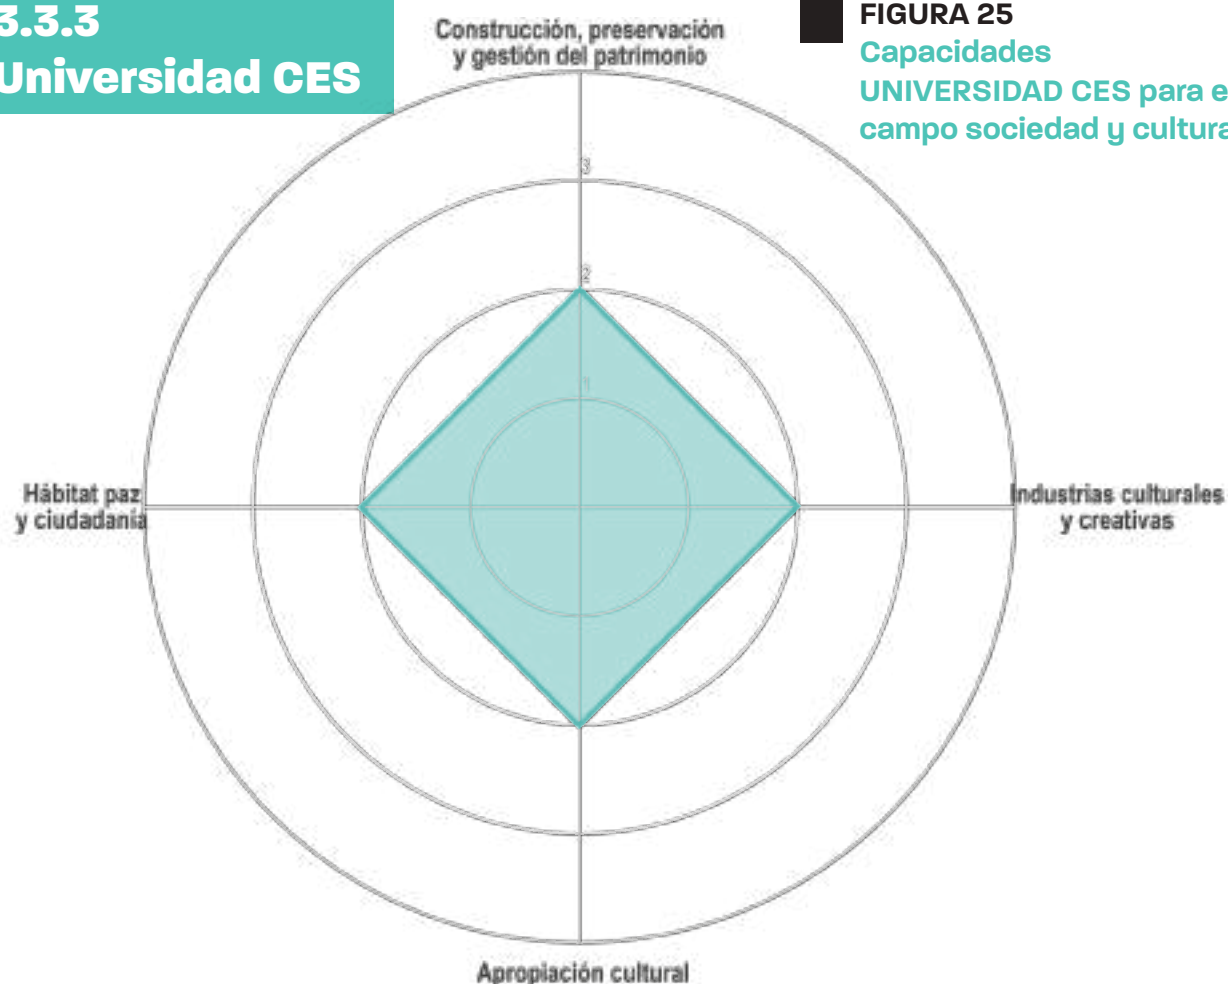 3.3.3
Universidad CES
FIGURA 25
Capacidades
UNIVERSIDAD CES para e
campo sociedad y cultura
Construcción, preservación
y gestión del patrimonio
3
2
1
Hábitat paz
y ciudadanía
Industrias culturales
y creativas
Apropiación cultural